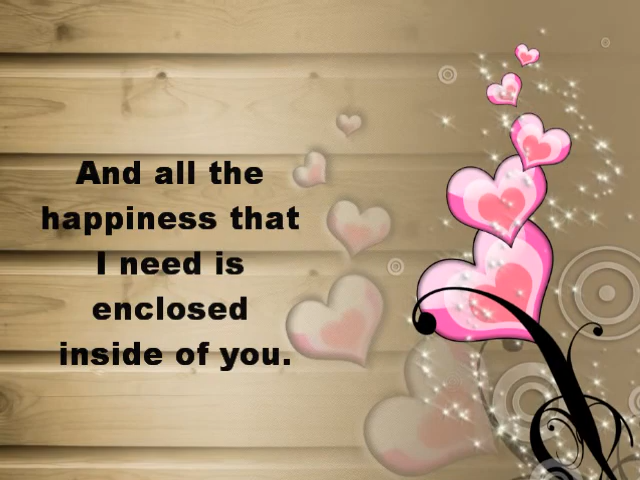 And all the
happiness that
I need is
enclosed
inside of you.